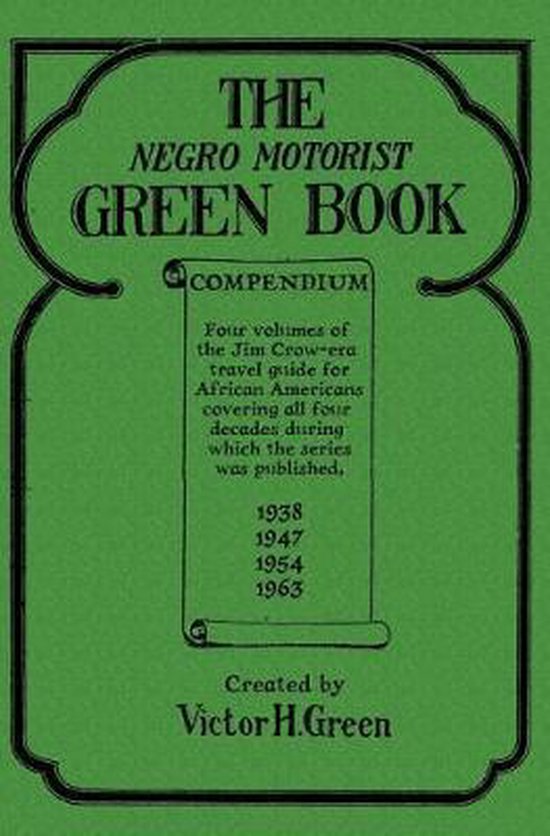 THE
NEGRO MOTORIST
GREEN BOOK
COMPENDIUM
Four volumes of
the Jim Crow-era
travel guide for
African Americans
covering all four
decades during
which the series
was published.
1938
1947
1954
1963
Created by
Victor H. Green